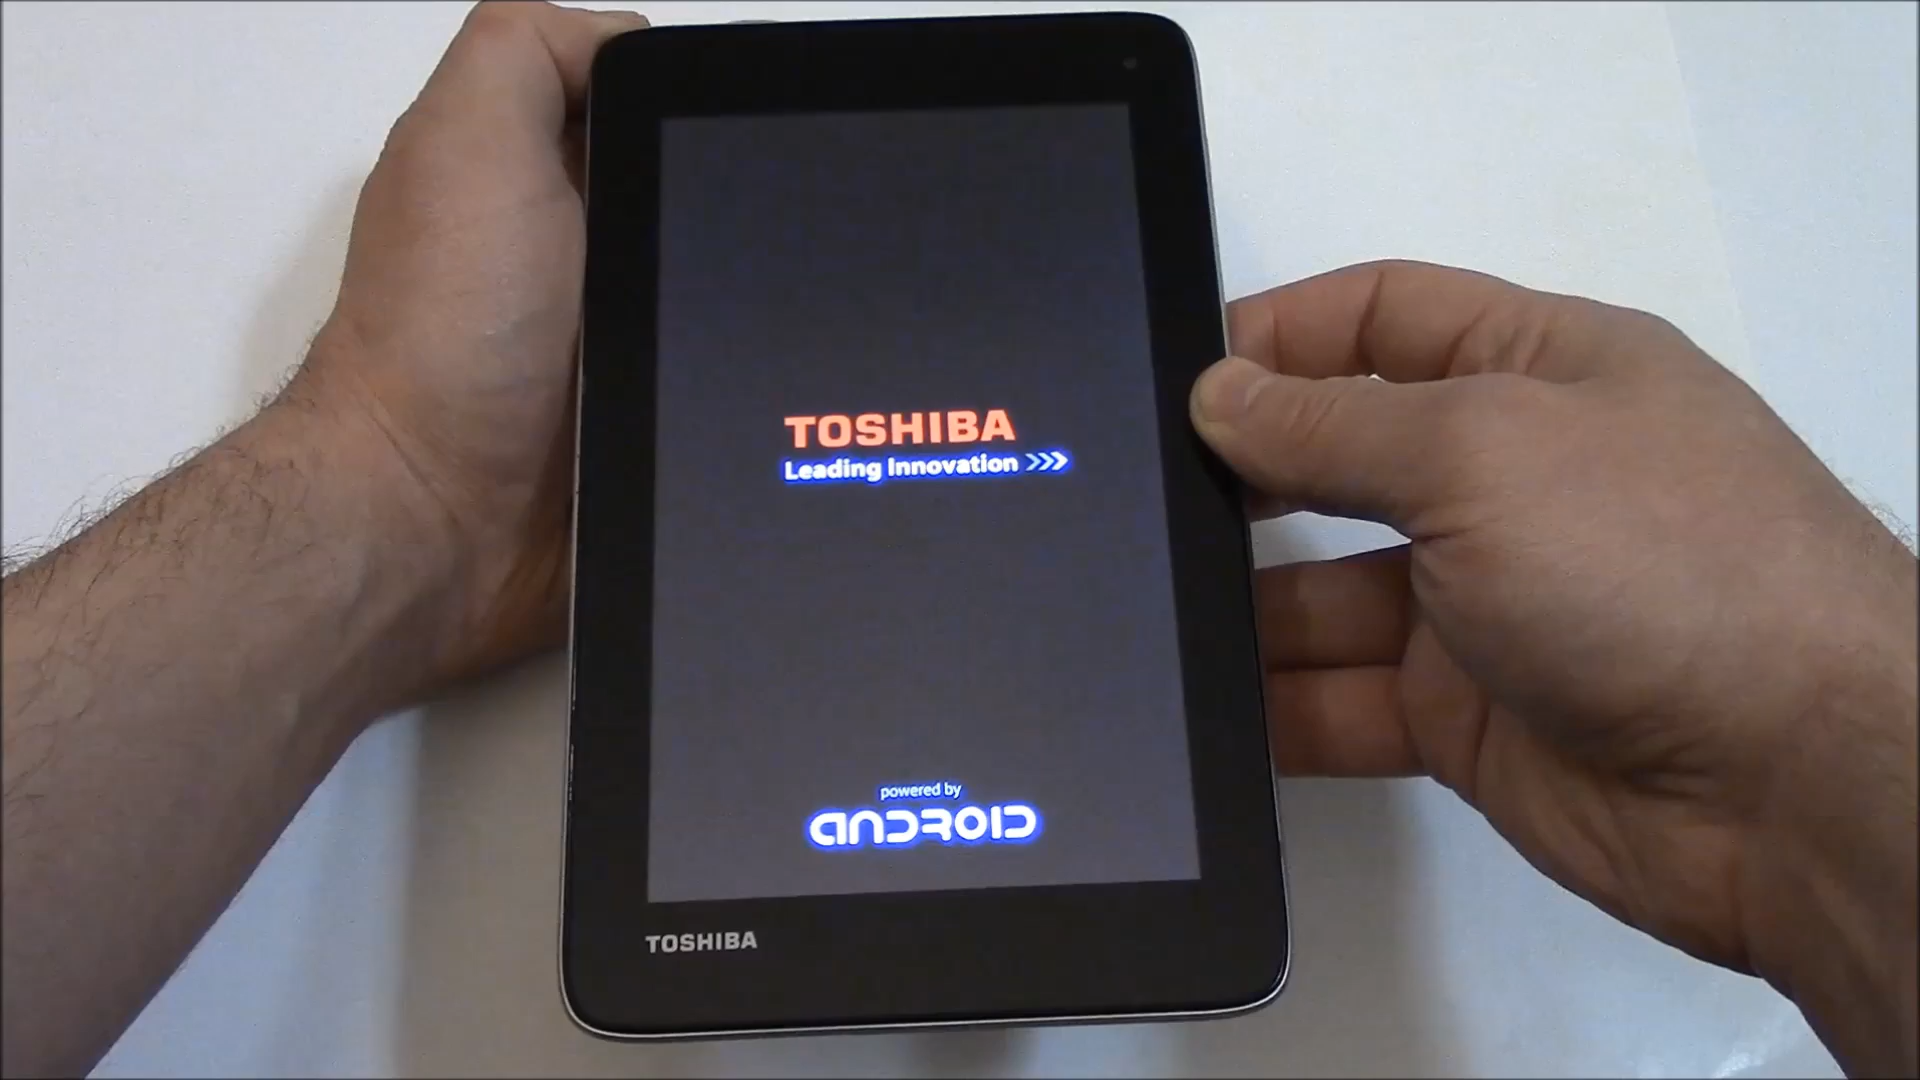 TOSHIBA
Leading Innovation >>>
powered by
ANDROID
TOSHIBA